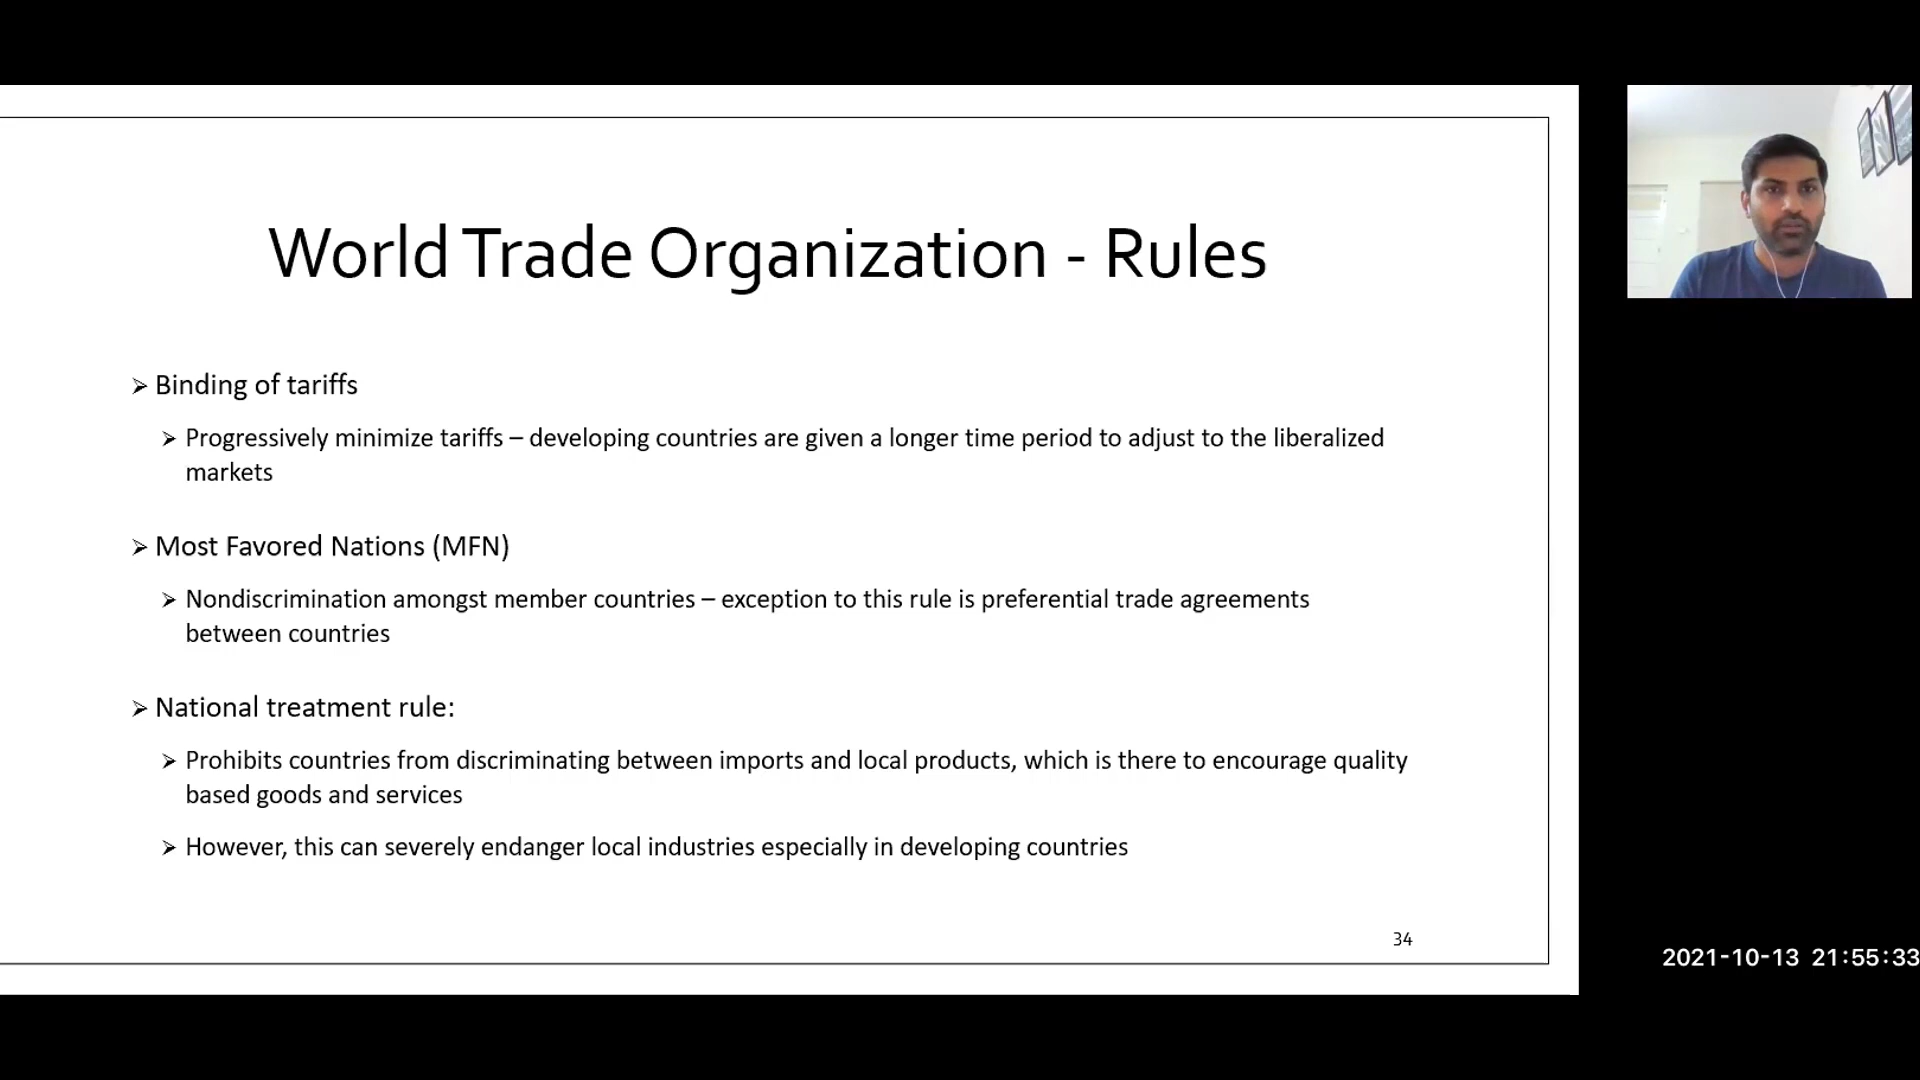 World Trade Organization - Rules
➢ Binding of tariffs
➢ Progressively minimize tariffs – developing countries are given a longer time period to adjust to the liberalized
markets
➢ Most Favored Nations (MFN)
➢ Nondiscrimination amongst member countries – exception to this rule is preferential trade agreements
between countries
➢ National treatment rule:
➢ Prohibits countries from discriminating between imports and local products, which is there to encourage quality
based goods and services
➢ However, this can severely endanger local industries especially in developing countries
34
2021-10-13 21:55:33